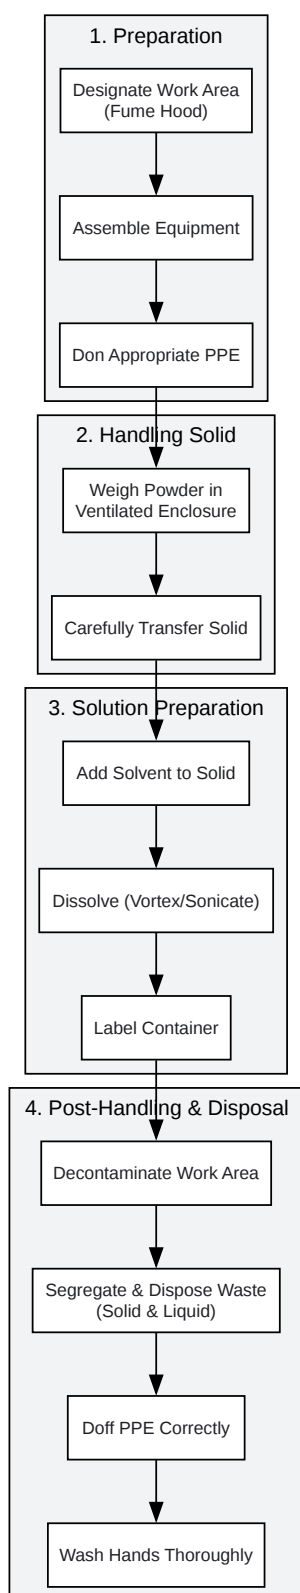 1. Preparation
Designate Work Area
(Fume Hood)
Assemble Equipment
Don Appropriate PPE
2. Handling Solid
Weigh Powder in
Ventilated Enclosure
Carefully Transfer Solid
3. Solution Preparation
Add Solvent to Solid
Dissolve (Vortex/Sonicate)
Label Container
4. Post-Handling & Disposal
Decontaminate Work Area
Segregate & Dispose Waste
(Solid & Liquid)
Doff PPE Correctly
Wash Hands Thoroughly